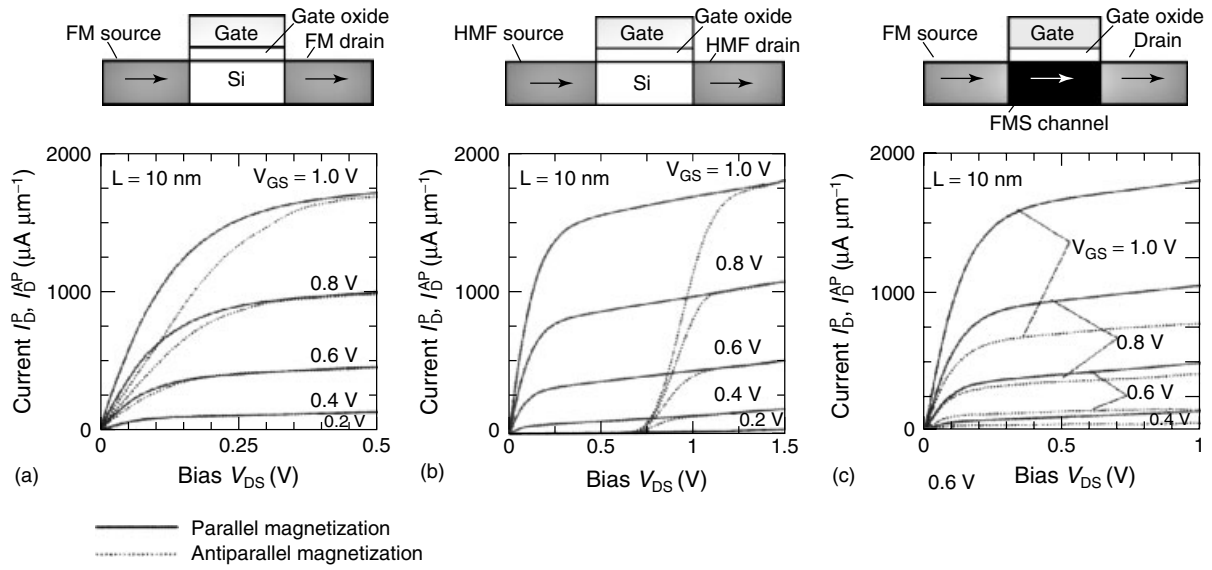 FM source
Gate
Gate oxide
FM drain
Si
HMF source
Gate
Gate oxide
HMF drain
Si
FM source
Gate
Gate oxide
Drain
FMS channel
Current I_D^P, I_D^AP (µA µm⁻¹)
2000
1000
0
L = 10 nm
V_GS = 1.0 V
0.8 V
0.6 V
0.4 V
0.2 V
0
0.25
0.5
(a)
Bias V_DS (V)
Current I_D^P, I_D^AP (µA µm⁻¹)
2000
1000
0
L = 10 nm
V_GS = 1.0 V
0.8 V
0.6 V
0.4 V
0.2 V
0
0.5
1.0
1.5
(b)
Bias V_DS (V)
Current I_D^P, I_D^AP (µA µm⁻¹)
2000
1000
0
L = 10 nm
V_GS = 1.0 V
0.8 V
0.6 V
0.4 V
0
0.5
1
(c)
0.6 V
Bias V_DS (V)
Parallel magnetization
Antiparallel magnetization